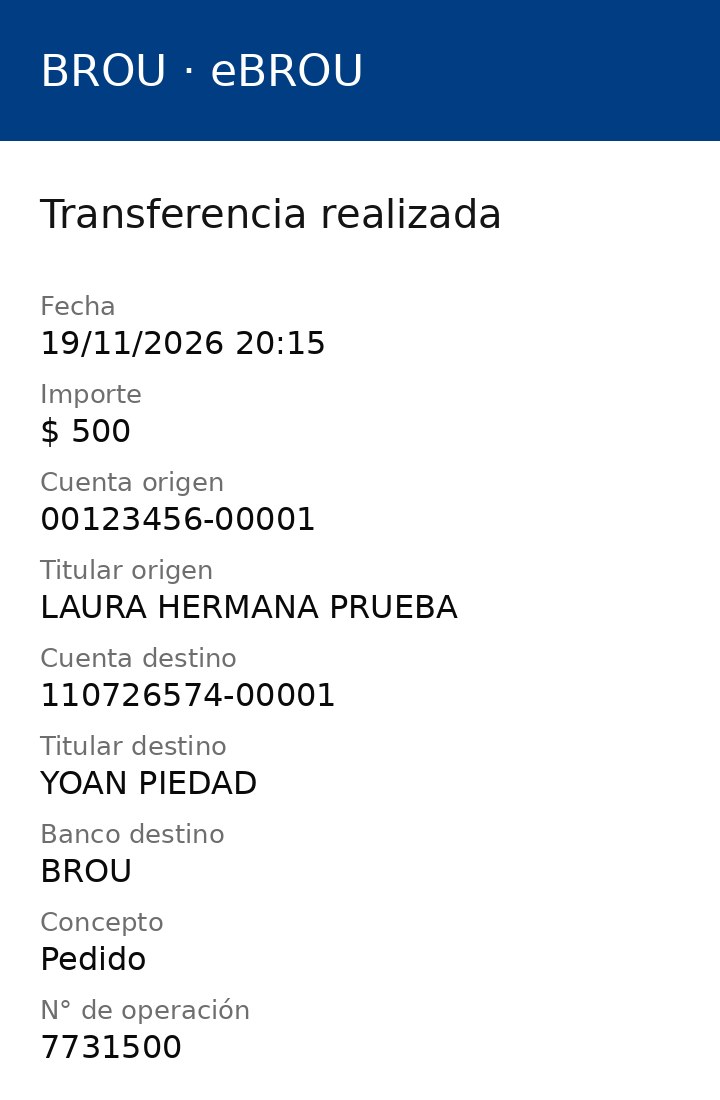 BROU · eBROU
Transferencia realizada
Fecha
19/11/2026 20:15
Importe
$ 500
Cuenta origen
00123456-00001
Titular origen
LAURA HERMANA PRUEBA
Cuenta destino
110726574-00001
Titular destino
YOAN PIEDAD
Banco destino
BROU
Concepto
Pedido
N° de operación
7731500